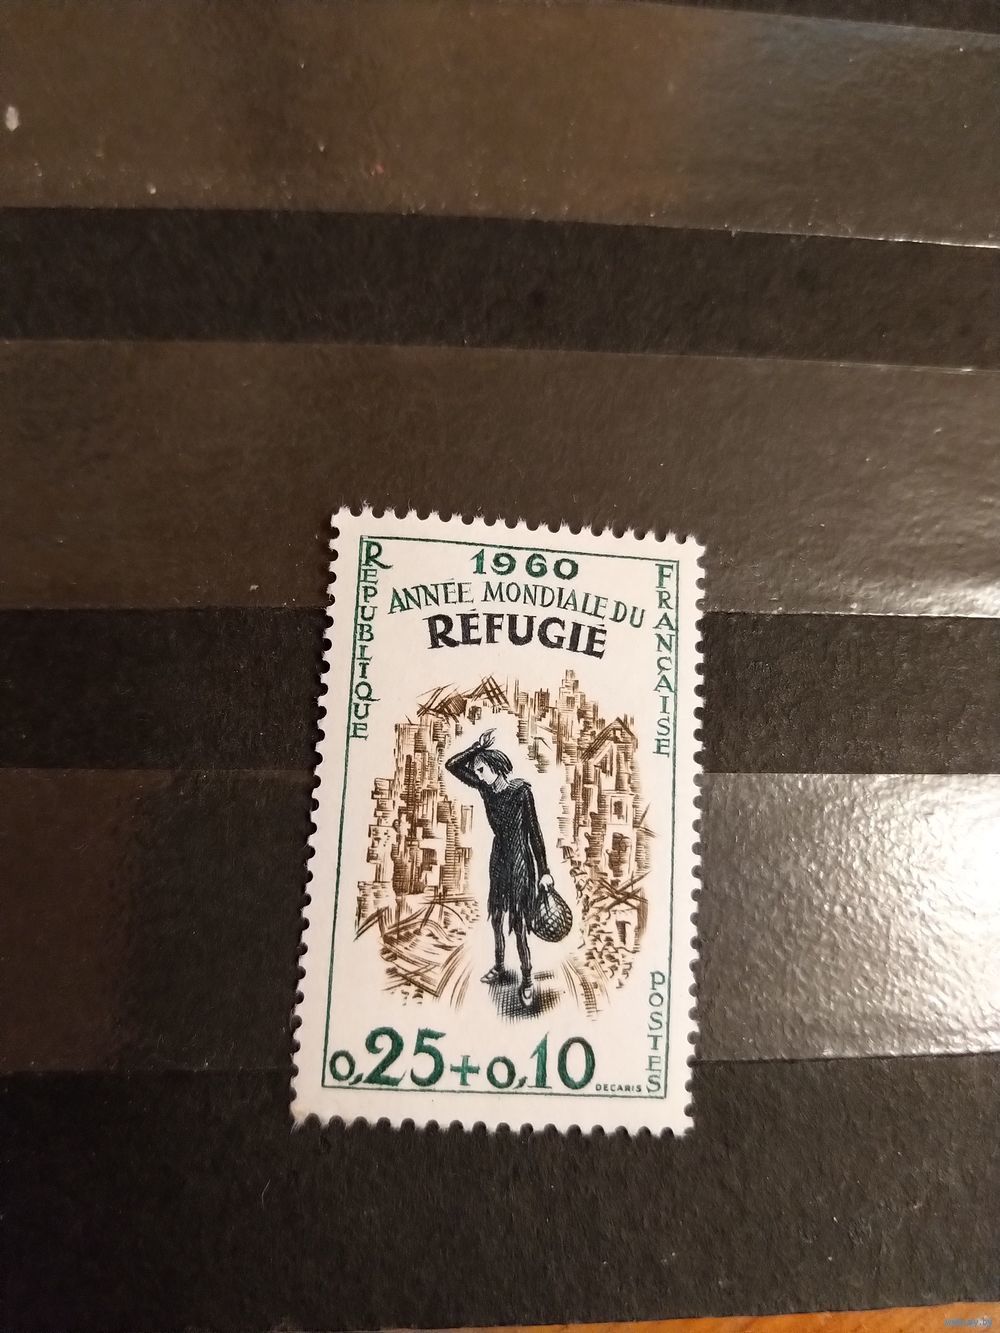 1960
ANNÉE MONDIALE DU
RÉFUGIÉ
RÉPUBLIQUE
FRANÇAISE
POSTES
0,25+0,10
DECARIS